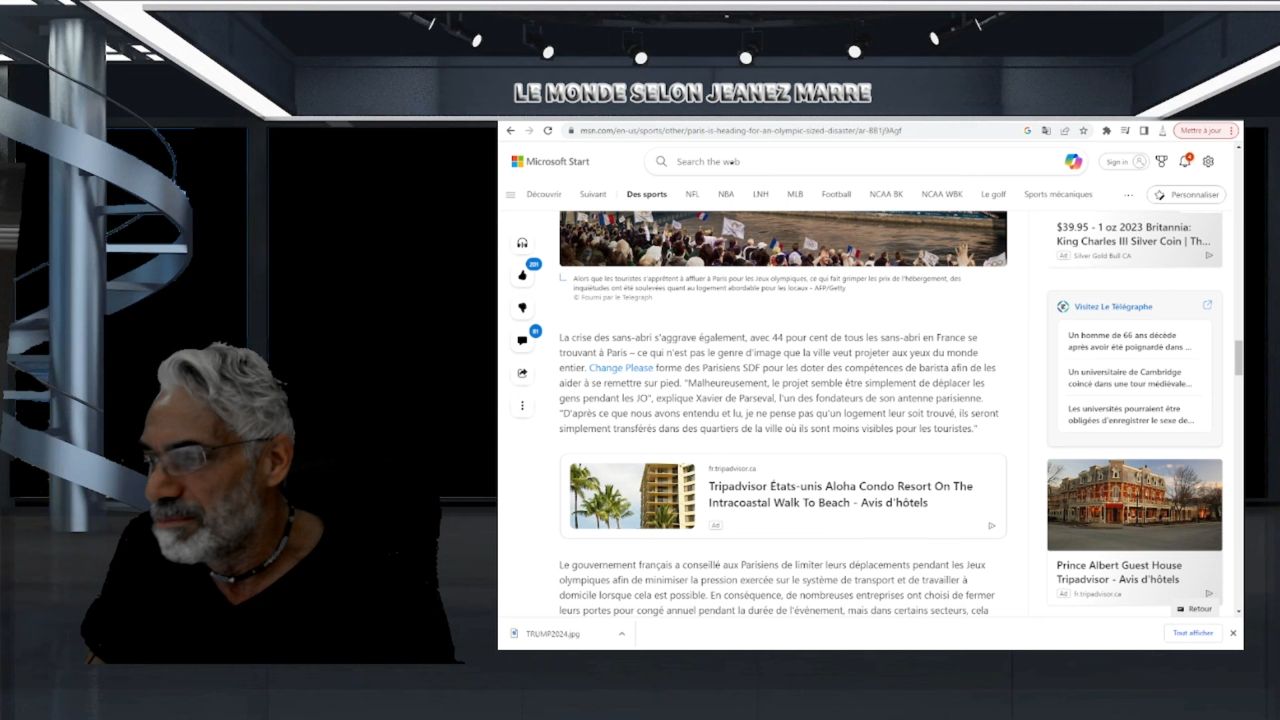 LE MONDE SELON JEANEZ MARRE
msn.com/en-us/sports/other/paris-is-heading-for-an-olympic-sized-disaster/ar-BB1j9Agf
Mettre à jour
Microsoft Start
Search the web
Sign in
4
Découvrir
Suivant
Des sports
NFL
NBA
LNH
MLB
Football
NCAA BK
NCAA WBK
Le golf
Sports mécaniques
Personnaliser
201
81
Alors que les touristes s'apprêtent à affluer à Paris pour les Jeux olympiques, ce qui fait grimper les prix de l'hébergement, des
inquiétudes ont été soulevées quant au logement abordable pour les locaux - AFP/Getty
© Fourni par le Telegraph
La crise des sans-abri s'aggrave également, avec 44 pour cent de tous les sans-abri en France se
trouvant à Paris – ce qui n'est pas le genre d'image que la ville veut projeter aux yeux du monde
entier. Change Please forme des Parisiens SDF pour les doter des compétences de barista afin de les
aider à se remettre sur pied. "Malheureusement, le projet semble être simplement de déplacer les
gens pendant les JO", explique Xavier de Parseval, l'un des fondateurs de son antenne parisienne.
"D'après ce que nous avons entendu et lu, je ne pense pas qu'un logement leur soit trouvé, ils seront
simplement transférés dans des quartiers de la ville où ils sont moins visibles pour les touristes."
fr.tripadvisor.ca
Tripadvisor États-unis Aloha Condo Resort On The
Intracoastal Walk To Beach - Avis d'hôtels
Ad
Le gouvernement français a conseillé aux Parisiens de limiter leurs déplacements pendant les Jeux
olympiques afin de minimiser la pression exercée sur le système de transport et de travailler à
domicile lorsque cela est possible. En conséquence, de nombreuses entreprises ont choisi de fermer
leurs portes pour congé annuel pendant la durée de l'évènement, mais dans certains secteurs, cela
$39.95 - 1 oz 2023 Britannia:
King Charles III Silver Coin | Th...
Ad Silver Gold Bull CA
Visitez Le Télégraphe
Un homme de 66 ans décède
après avoir été poignardé dans ...
Un universitaire de Cambridge
coincé dans une tour médiévale...
Les universités pourraient être
obligées d'enregistrer le sexe de...
Prince Albert Guest House
Tripadvisor - Avis d'hôtels
Ad fr.tripadvisor.ca
Retour
TRUMP2024.jpg
Tout afficher